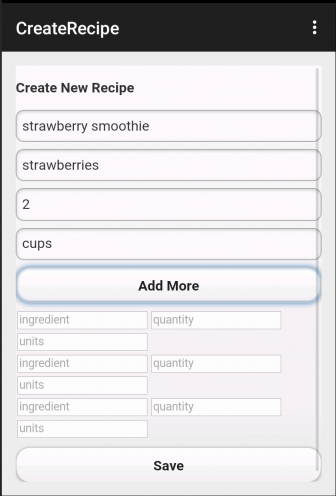 CreateRecipe
Create New Recipe
strawberry smoothie
strawberries
2
cups
Add More
ingredient quantity
units
ingredient quantity
units
ingredient quantity
units
Save